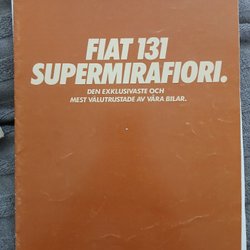 FIAT 131
SUPERMIRAFIORI.
DEN EXKLUSIVASTE OCH
MEST VÄLUTRUSTADE AV VÅRA BILAR.